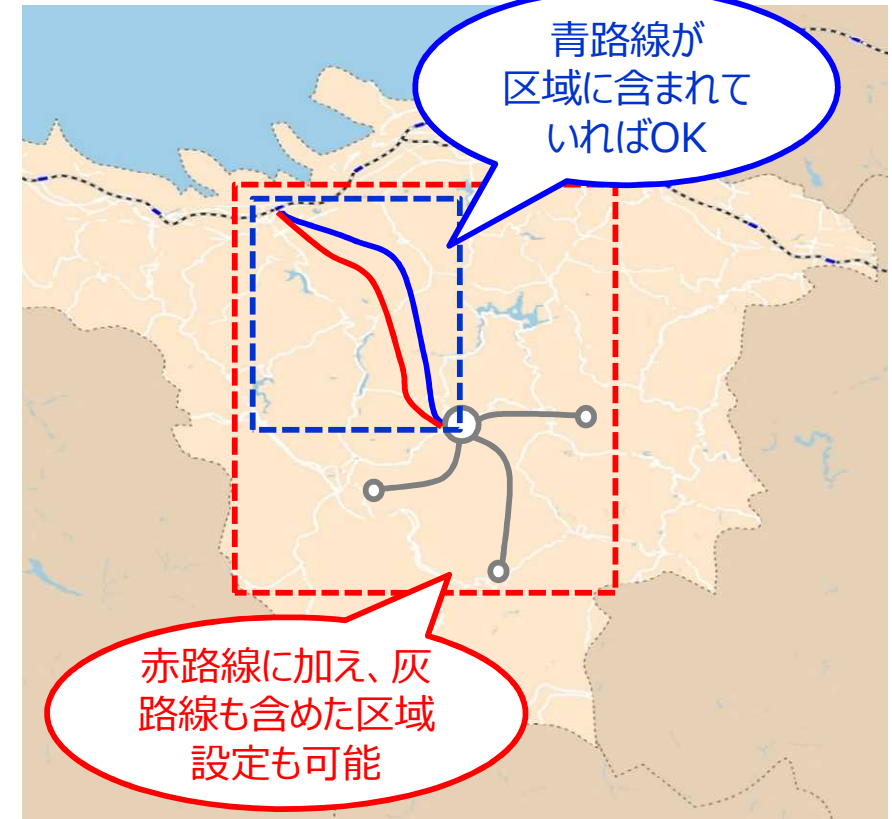 青路線が
区域に含まれて
いればOK
赤路線に加え、灰
路線も含めた区域
設定も可能